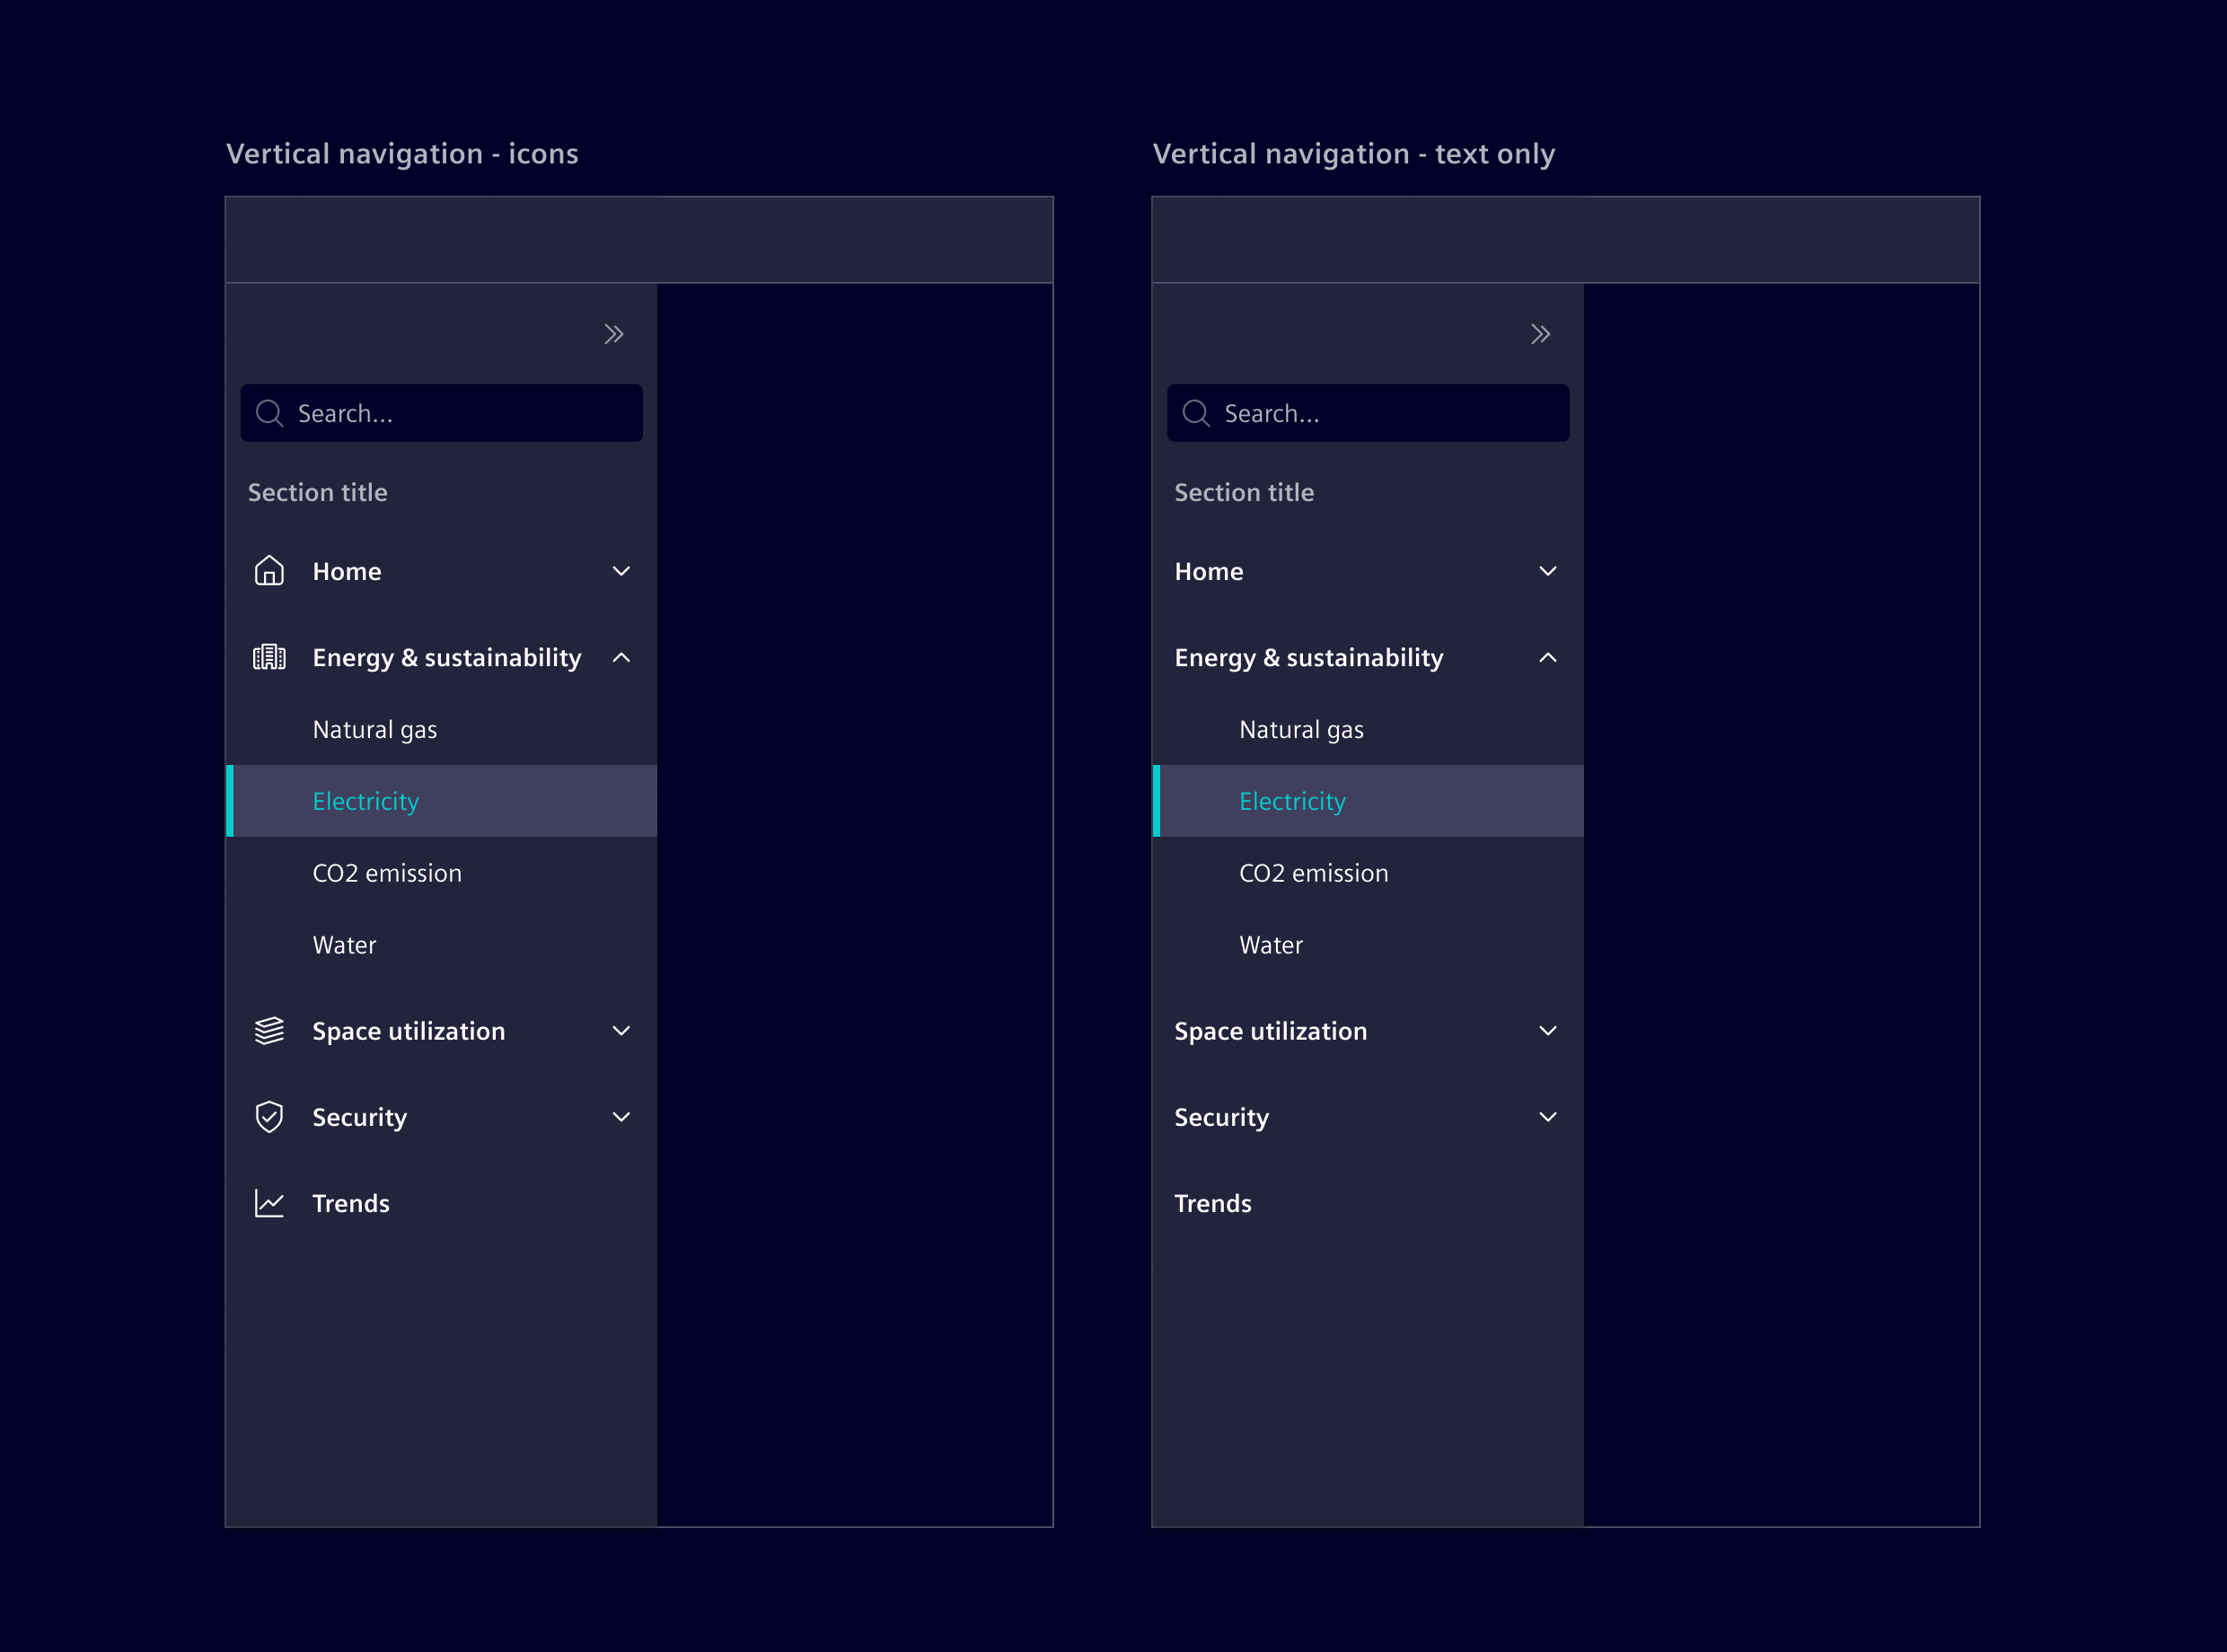 Vertical navigation - icons
Search...
Section title
Home
Energy & sustainability
Natural gas
Electricity
CO2 emission
Water
Space utilization
Security
Trends
Vertical navigation - text only
Search...
Section title
Home
Energy & sustainability
Natural gas
Electricity
CO2 emission
Water
Space utilization
Security
Trends